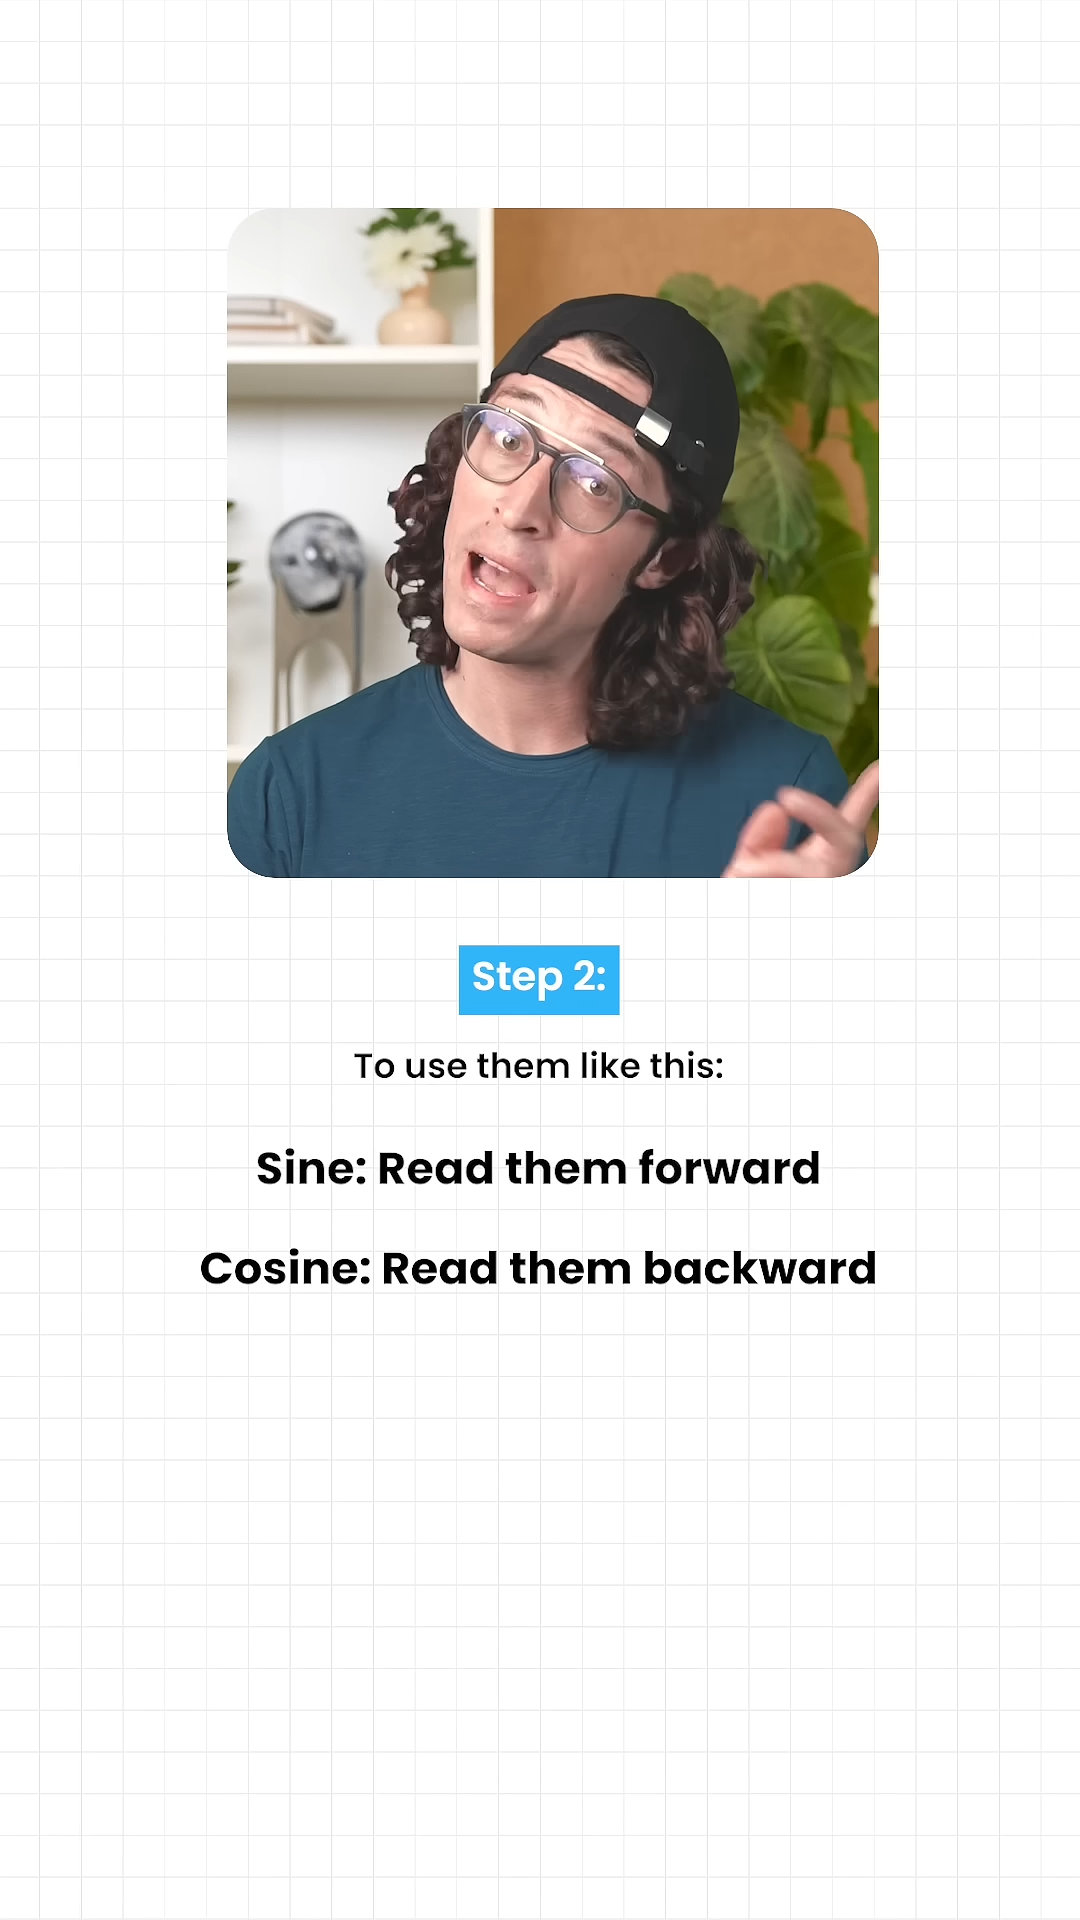 Step 2:
To use them like this:
Sine: Read them forward
Cosine: Read them backward